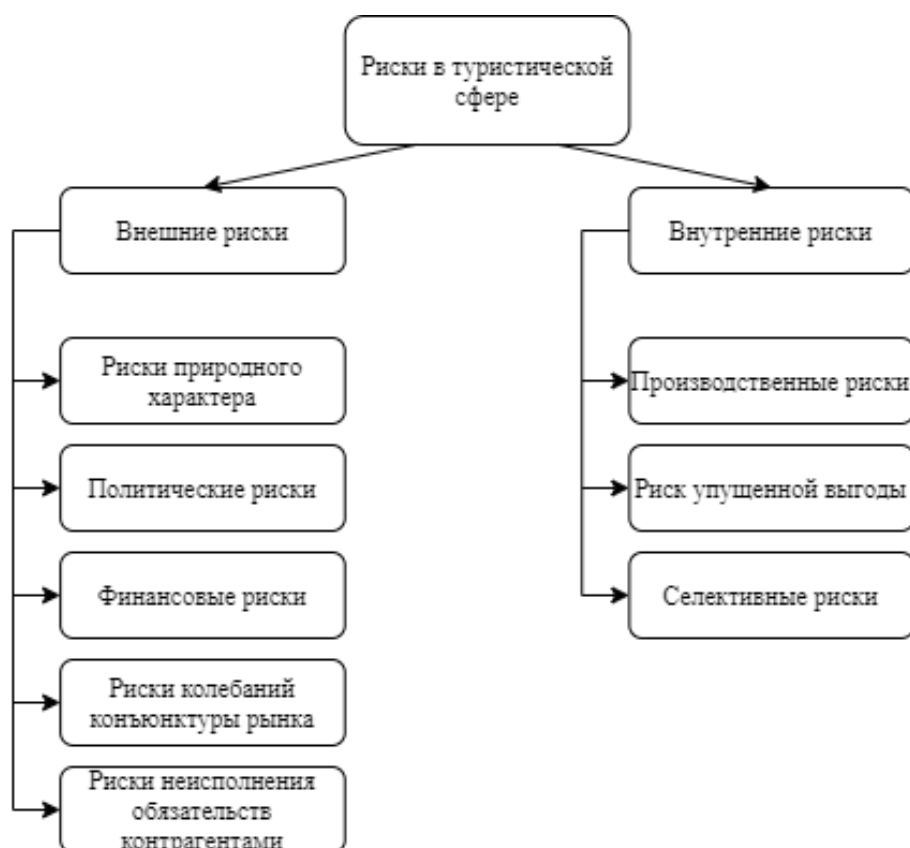 Риски в туристической
сфере
Внешние риски
Внутренние риски
Риски природного
характера
Производственные риски
Политические риски
Риск упущенной выгоды
Финансовые риски
Селективные риски
Риски колебаний
конъюнктуры рынка
Риски неисполнения
обязательств
контрагентами